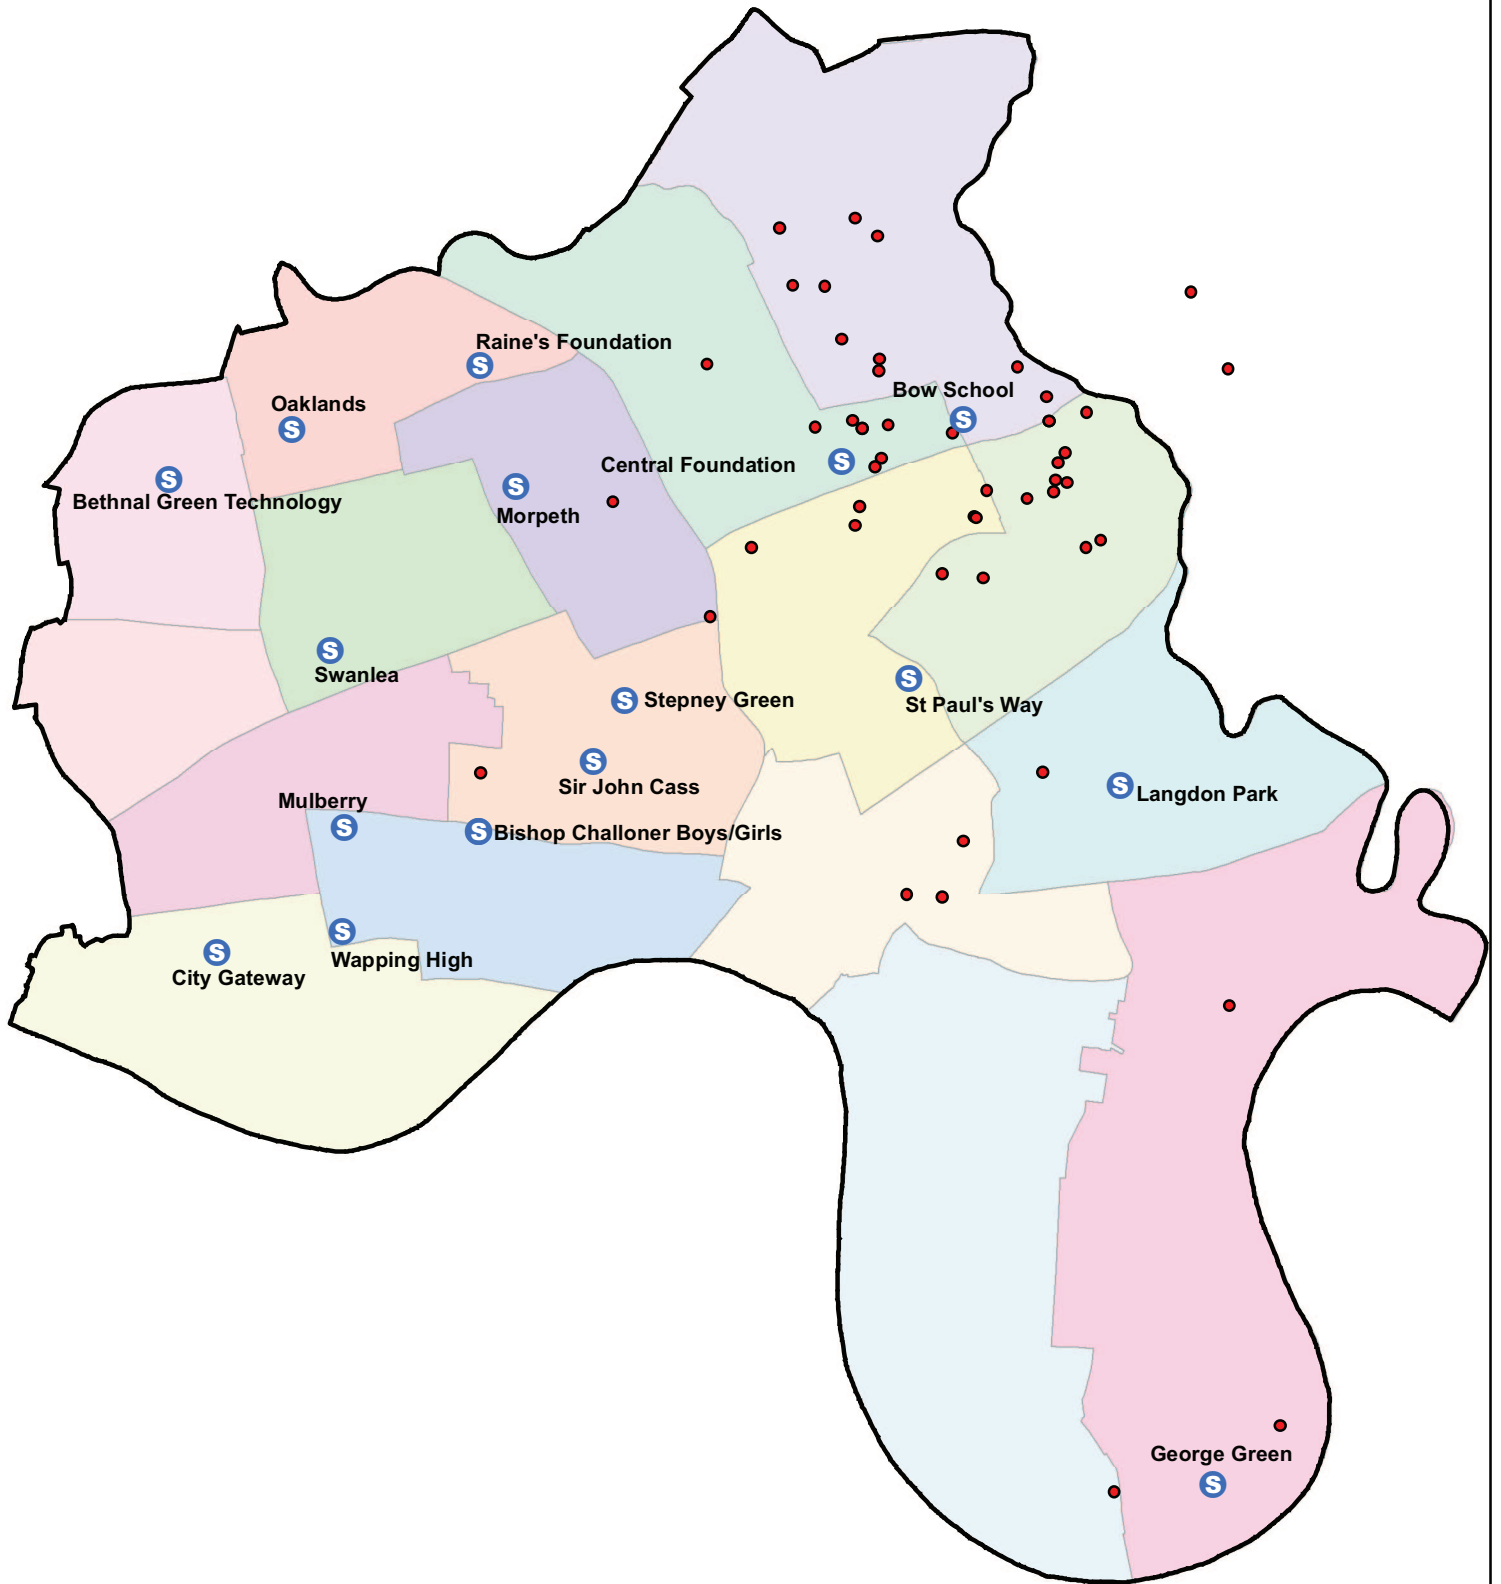 Raine's Foundation
S
Bow School
S
Oaklands
S
Central Foundation
S
S
Bethnal Green Technology
S
Morpeth
S
Swanlea
S
St Paul's Way
S
Stepney Green
S
Sir John Cass
S
Langdon Park
Mulberry
S
S
Bishop Challoner Boys/Girls
S
Wapping High
S
City Gateway
George Green
S